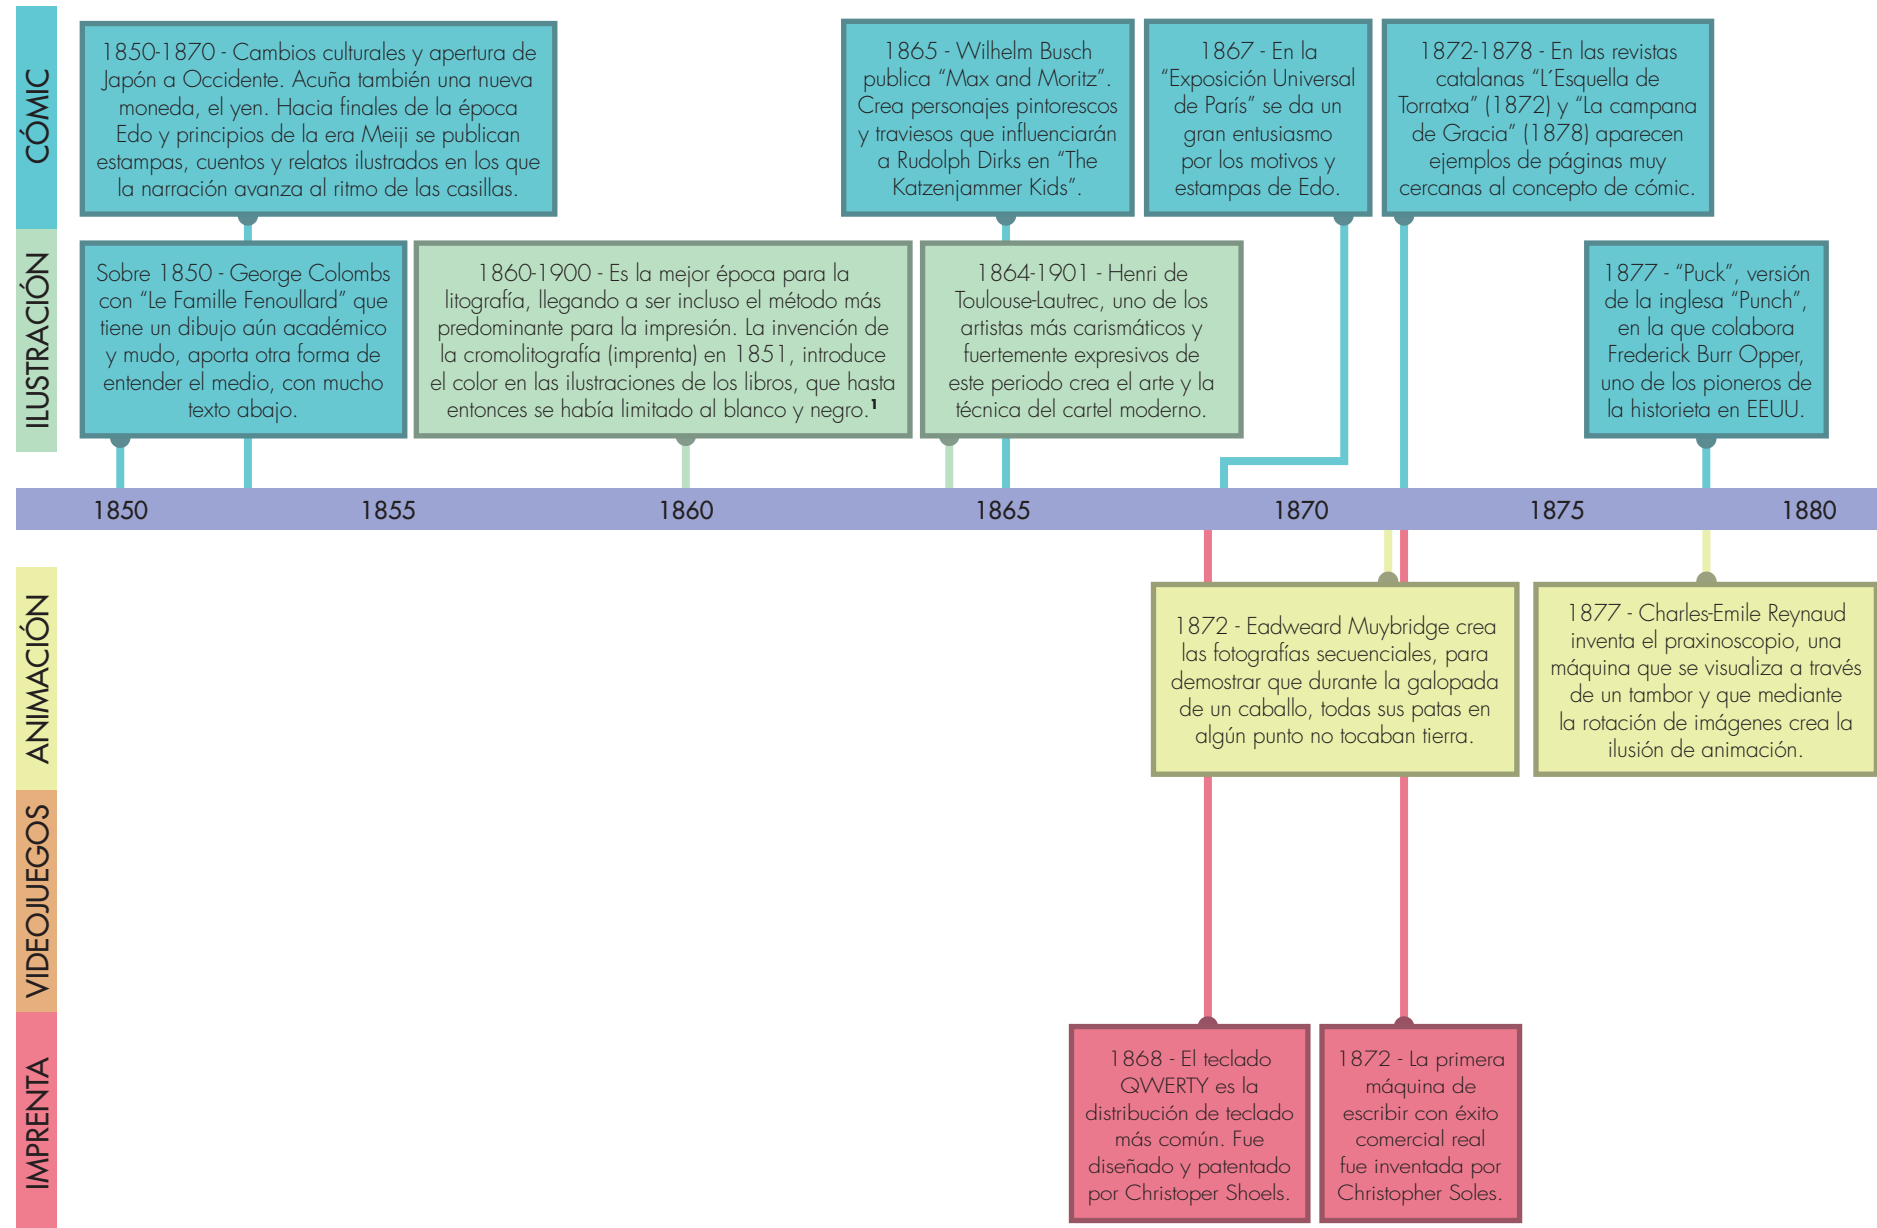 CÓMIC
1850-1870 - Cambios culturales y apertura de
Japón a Occidente. Acuña también una nueva
moneda, el yen. Hacia finales de la época
Edo y principios de la era Meiji se publican
estampas, cuentos y relatos ilustrados en los que
la narración avanza al ritmo de las casillas.
1865 - Wilhelm Busch
publica “Max and Moritz”.
Crea personajes pintorescos
y traviesos que influenciarán
a Rudolph Dirks en “The
Katzenjammer Kids”.
1867 - En la
“Exposición Universal
de París” se da un
gran entusiasmo
por los motivos y
estampas de Edo.
1872-1878 - En las revistas
catalanas “L´Esquella de
Torratxa” (1872) y “La campana
de Gracia” (1878) aparecen
ejemplos de páginas muy
cercanas al concepto de cómic.
ILUSTRACIÓN
Sobre 1850 - George Colombs
con “Le Famille Fenoullard” que
tiene un dibujo aún académico
y mudo, aporta otra forma de
entender el medio, con mucho
texto abajo.
1860-1900 - Es la mejor época para la
litografía, llegando a ser incluso el método más
predominante para la impresión. La invención de
la cromolitografía (imprenta) en 1851, introduce
el color en las ilustraciones de los libros, que hasta
entonces se había limitado al blanco y negro.¹
1864-1901 - Henri de
Toulouse-Lautrec, uno de los
artistas más carismáticos y
fuertemente expresivos de
este periodo crea el arte y la
técnica del cartel moderno.
1877 - “Puck”, versión
de la inglesa “Punch”,
en la que colabora
Frederick Burr Opper,
uno de los pioneros de
la historieta en EEUU.
1850 1855 1860 1865 1870 1875 1880
ANIMACIÓN
1872 - Eadweard Muybridge crea
las fotografías secuenciales, para
demostrar que durante la galopada
de un caballo, todas sus patas en
algún punto no tocaban tierra.
1877 - Charles-Emile Reynaud
inventa el praxinoscopio, una
máquina que se visualiza a través
de un tambor y que mediante
la rotación de imágenes crea la
ilusión de animación.
VIDEOJUEGOS
IMPRENTA
1868 - El teclado
QWERTY es la
distribución de teclado
más común. Fue
diseñado y patentado
por Christoper Shoels.
1872 - La primera
máquina de
escribir con éxito
comercial real
fue inventada por
Christopher Soles.